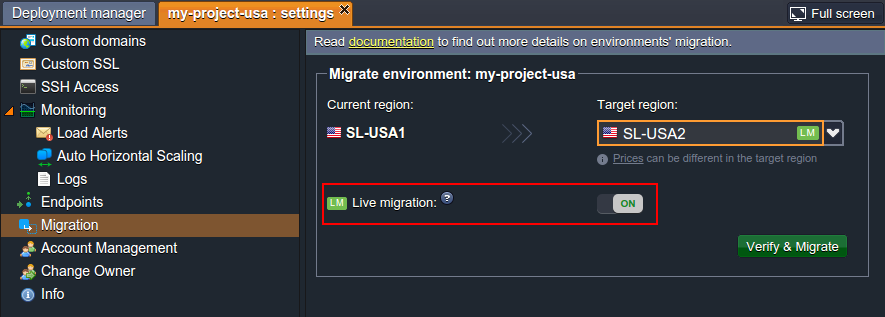 Deployment manager
my-project-usa : settings
Full screen
Custom domains
Custom SSL
SSH Access
Monitoring
Load Alerts
Auto Horizontal Scaling
Logs
Endpoints
Migration
Account Management
Change Owner
Info
Read documentation to find out more details on environments' migration.
Migrate environment: my-project-usa
Current region:
SL-USA1
Target region:
SL-USA2 LM
Prices can be different in the target region
LM Live migration: ?
ON
Verify & Migrate